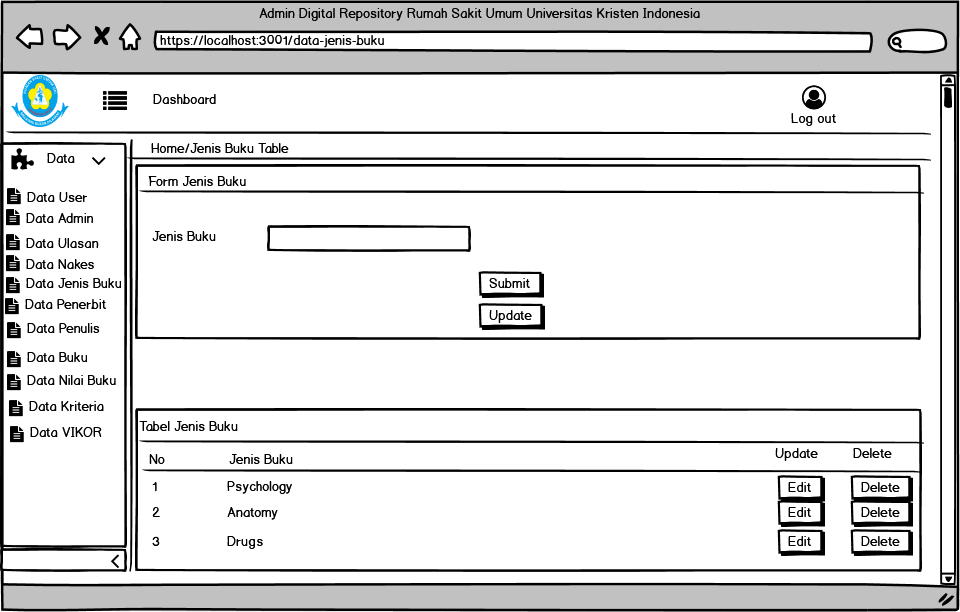 Admin Digital Repository Rumah Sakit Umum Universitas Kristen Indonesia
https://localhost:3001/data-jenis-buku
Dashboard
Log out
Data
Data User
Data Admin
Data Ulasan
Data Nakes
Data Jenis Buku
Data Penerbit
Data Penulis
Data Buku
Data Nilai Buku
Data Kriteria
Data VIKOR
Home/Jenis Buku Table
Form Jenis Buku
Jenis Buku
Submit
Update
Tabel Jenis Buku
No Jenis Buku Update Delete
1 Psychology Edit Delete
2 Anatomy Edit Delete
3 Drugs Edit Delete